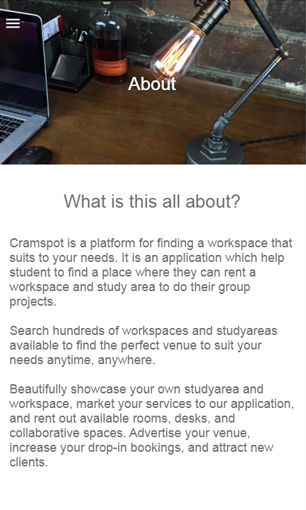 About
What is this all about?
Cramspot is a platform for finding a workspace that
suits to your needs. It is an application which help
student to find a place where they can rent a
workspace and study area to do their group
projects.
Search hundreds of workspaces and studyareas
available to find the perfect venue to suit your
needs anytime, anywhere.
Beautifully showcase your own studyarea and
workspace, market your services to our application,
and rent out available rooms, desks, and
collaborative spaces. Advertise your venue,
increase your drop-in bookings, and attract new
clients.